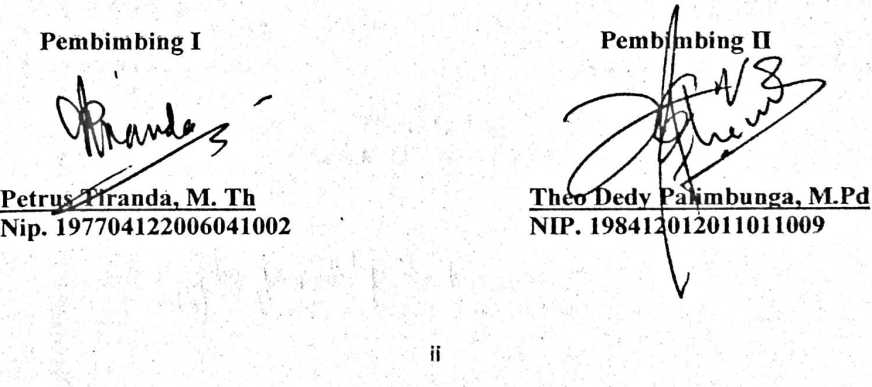 Pembimbing I
Pembimbing II
Petrus Tiranda, M. Th
Nip. 197704122006041002
Theo Dedy Palimbunga, M.Pd
NIP. 198412012011011009
ii